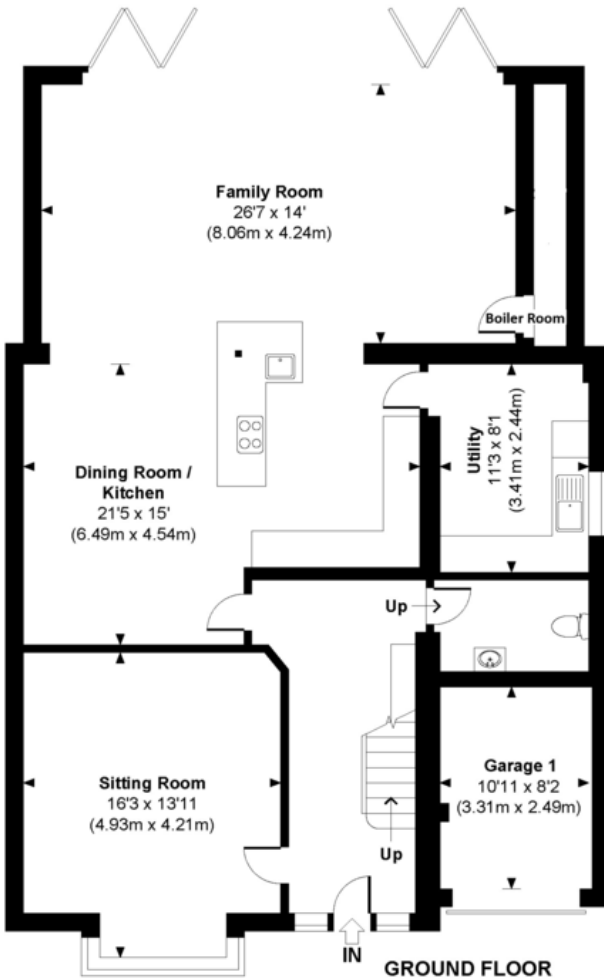 Family Room
26'7 x 14'
(8.06m x 4.24m)
Boiler Room
Utility
11'3 x 8'1
(3.41m x 2.44m)
Dining Room /
Kitchen
21'5 x 15'
(6.49m x 4.54m)
Up
Sitting Room
16'3 x 13'11
(4.93m x 4.21m)
Garage 1
10'11 x 8'2
(3.31m x 2.49m)
Up
IN
GROUND FLOOR